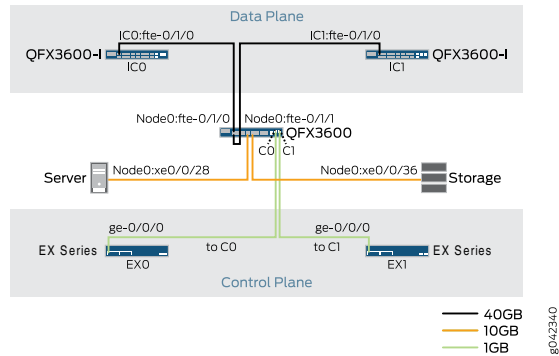 Data Plane
IC0:fte-0/1/0
IC1:fte-0/1/0
QFX3600-I
IC0
IC1
QFX3600-I
Node0:fte-0/1/0
Node0:fte-0/1/1
QFX3600
C0
C1
Server
Node0:xe0/0/28
Node0:xe0/0/36
Storage
ge-0/0/0
ge-0/0/0
EX Series
EX0
to C0
to C1
EX1
EX Series
Control Plane
40GB
10GB
1GB
g042340